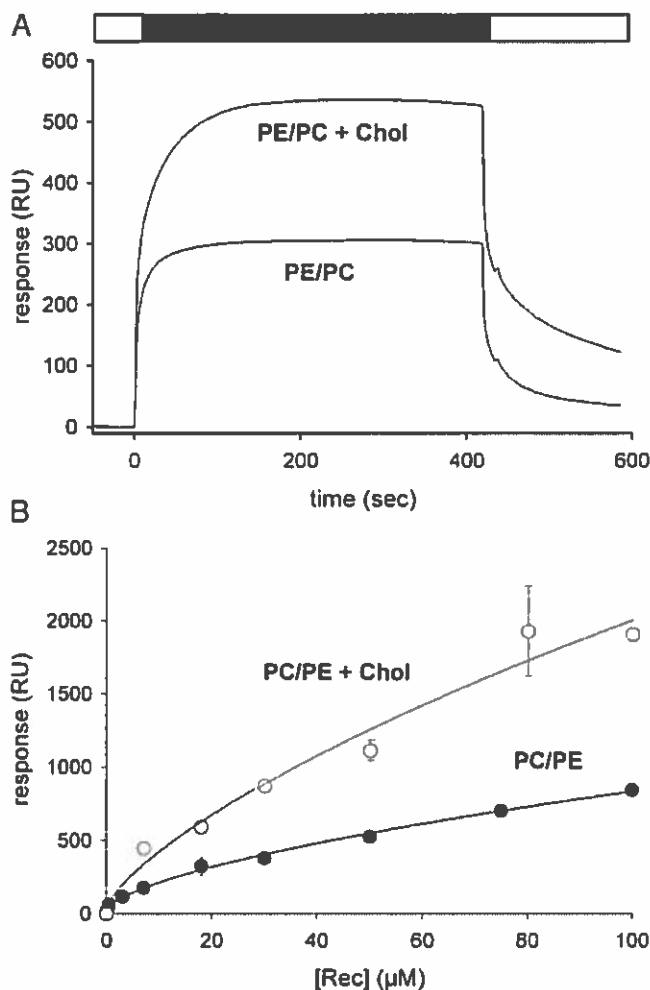 A
600
500
400
300
200
100
0
response (RU)
PE/PC + Chol
PE/PC
0
200
400
600
time (sec)
B
2500
2000
1500
1000
500
0
response (RU)
PC/PE + Chol
PC/PE
0
20
40
60
80
100
[Rec] (µM)